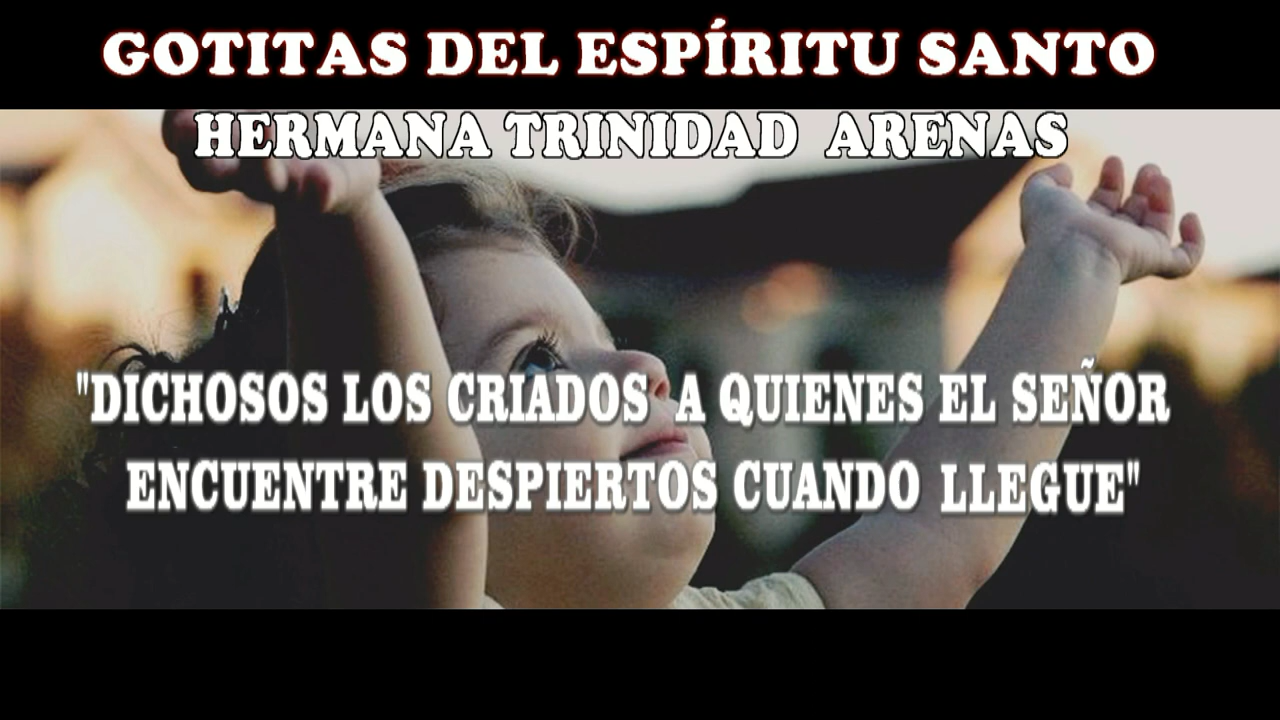 GOTITAS DEL ESPÍRITU SANTO
HERMANA TRINIDAD ARENAS
"DICHOSOS LOS CRIADOS A QUIENES EL SEÑOR
ENCUENTRE DESPIERTOS CUANDO LLEGUE"